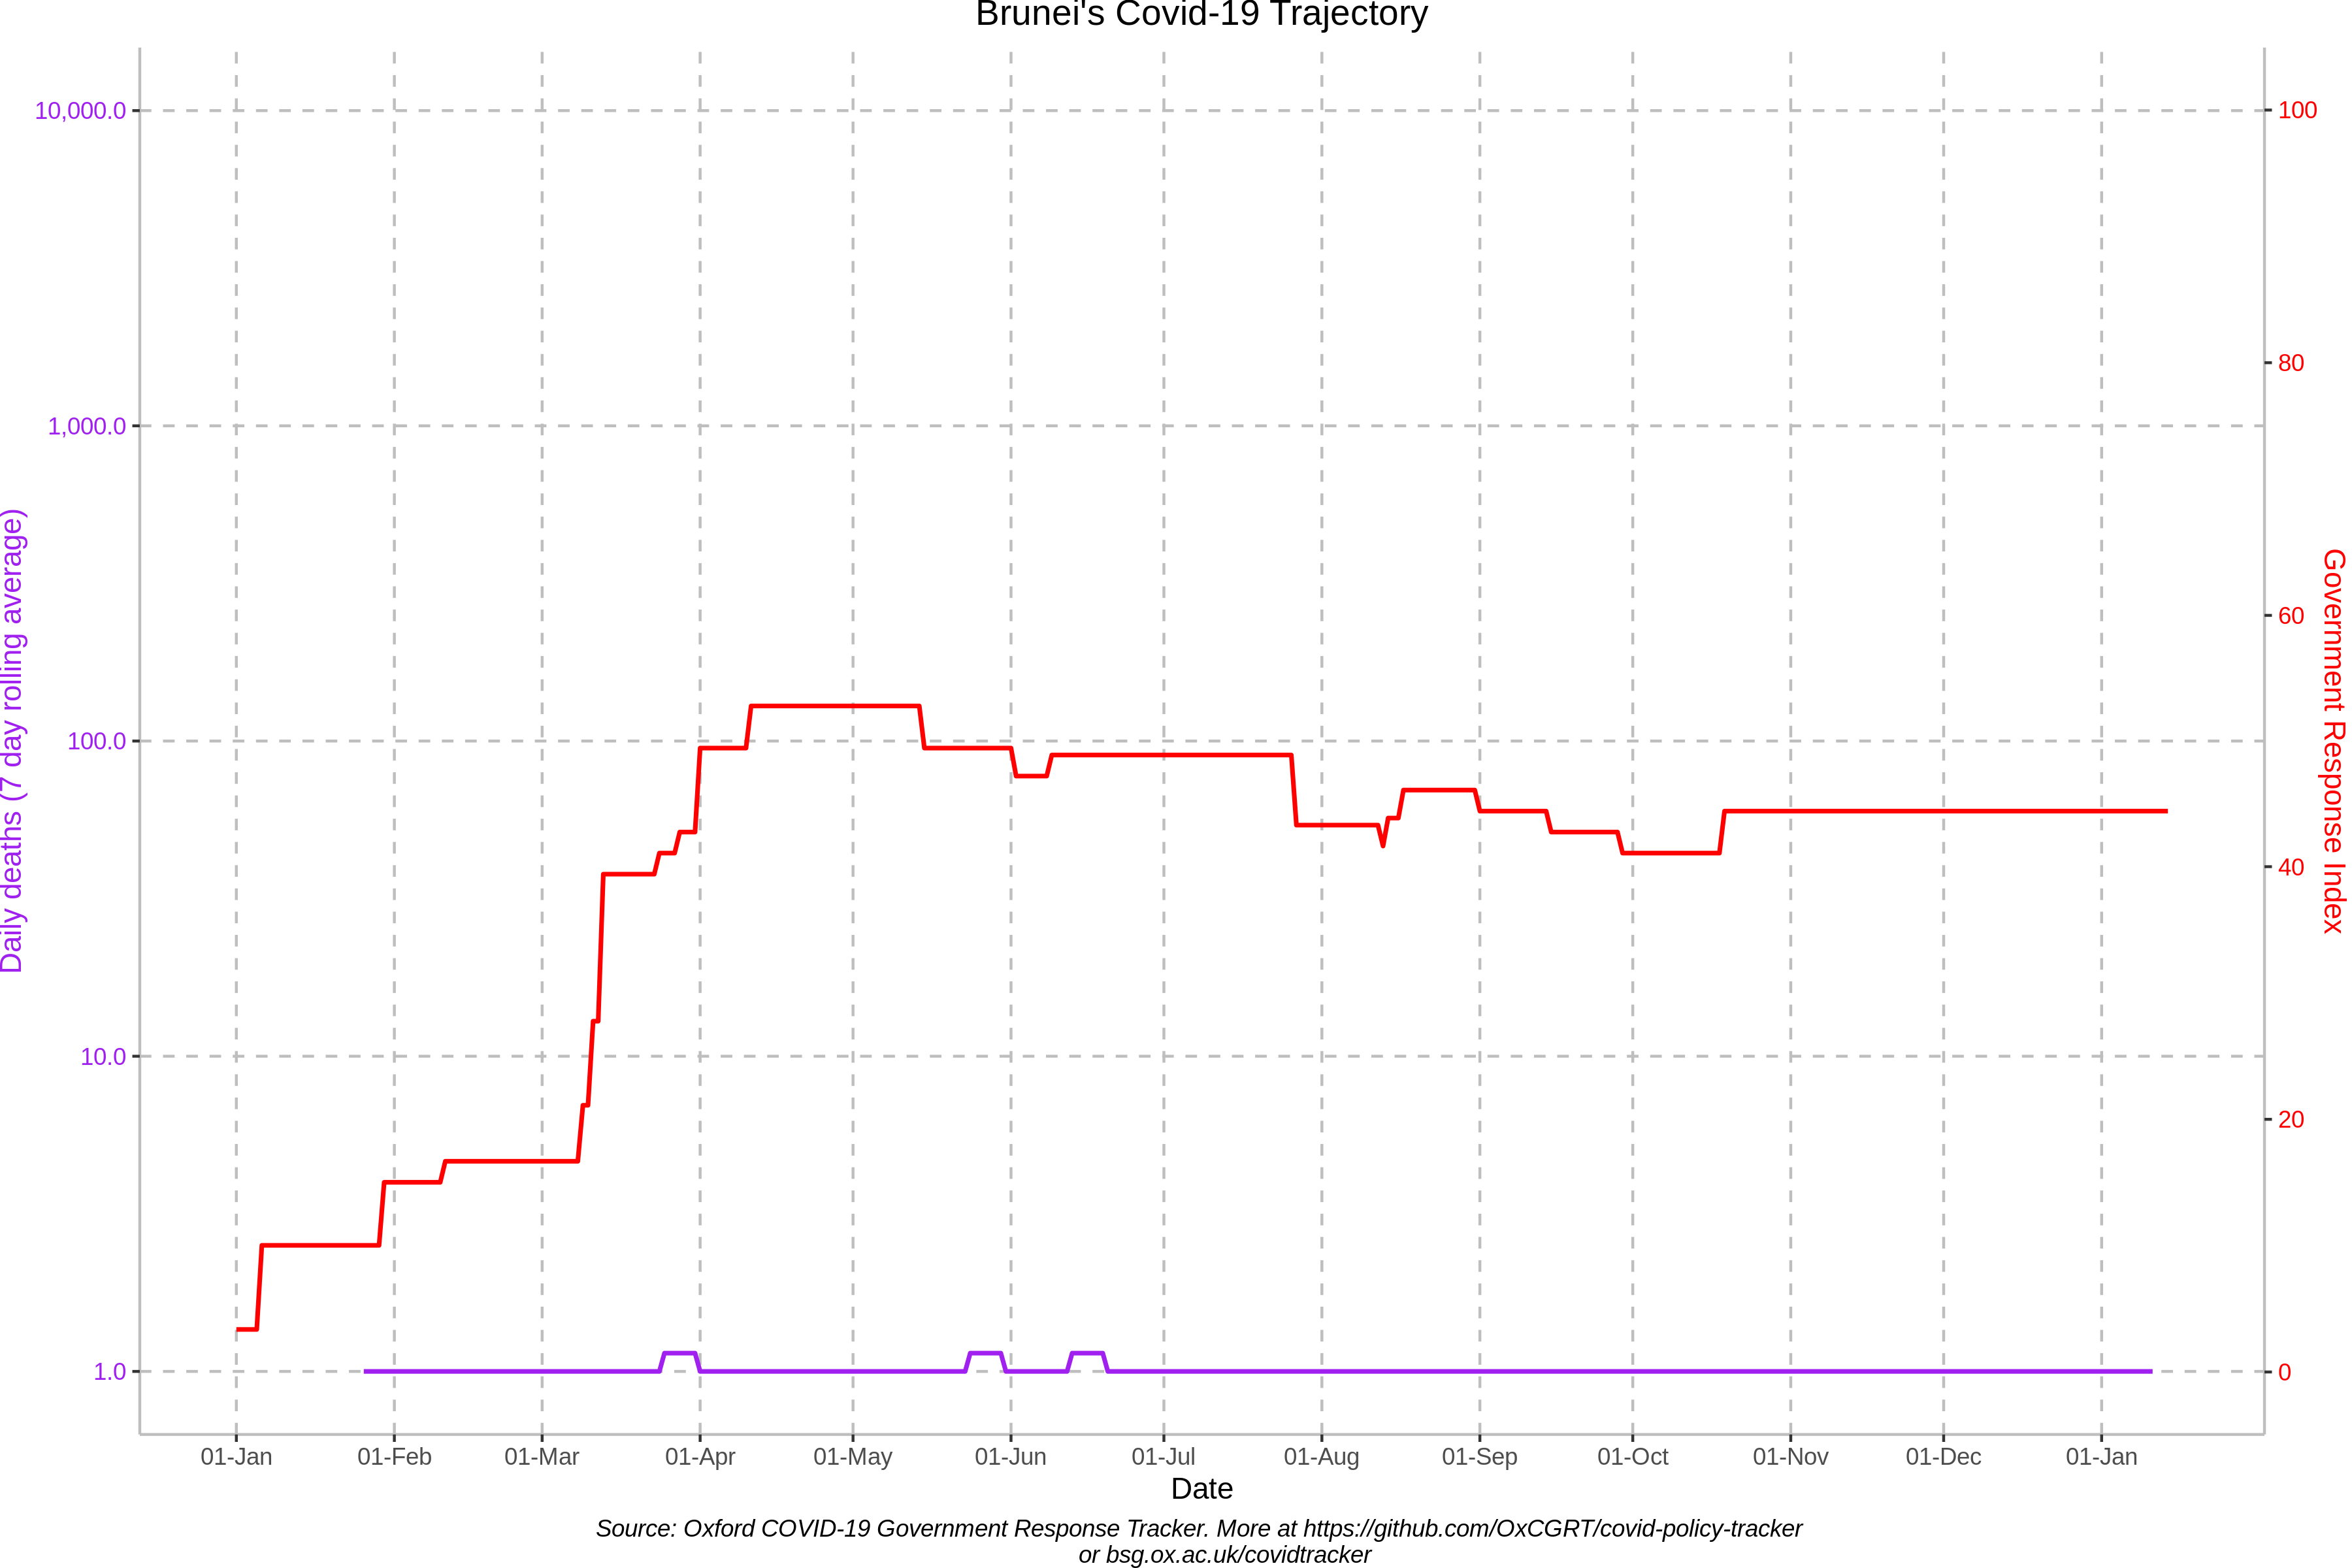 Brunei's Covid-19 Trajectory
10,000.0
1,000.0
100.0
10.0
1.0
Daily deaths (7 day rolling average)
100
80
60
40
20
0
Government Response Index
01-Jan 01-Feb 01-Mar 01-Apr 01-May 01-Jun 01-Jul 01-Aug 01-Sep 01-Oct 01-Nov 01-Dec 01-Jan
Date
Source: Oxford COVID-19 Government Response Tracker. More at https://github.com/OxCGRT/covid-policy-tracker
or bsg.ox.ac.uk/covidtracker